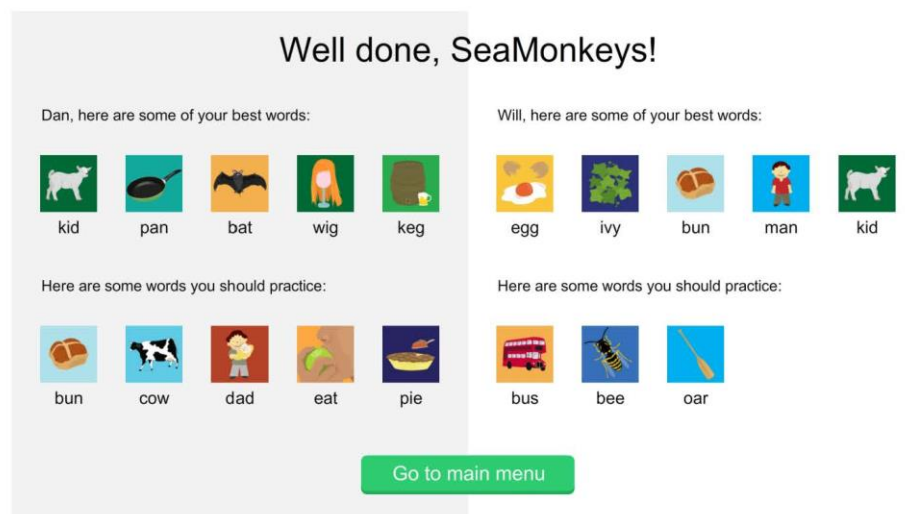 Well done, SeaMonkeys!
Dan, here are some of your best words:
kid pan bat wig keg
Here are some words you should practice:
bun cow dad eat pie
Will, here are some of your best words:
egg ivy bun man kid
Here are some words you should practice:
bus bee oar
Go to main menu